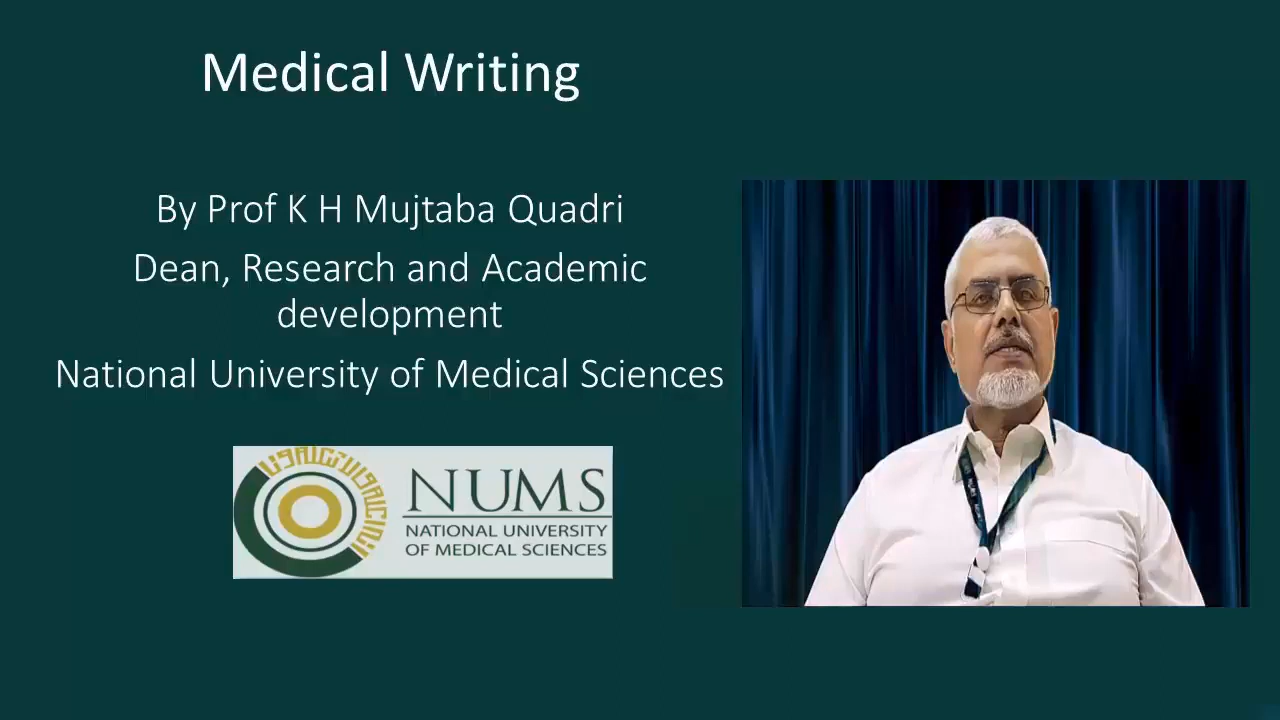 Medical Writing
By Prof K H Mujtaba Quadri
Dean, Research and Academic
development
National University of Medical Sciences
NUMS
NATIONAL UNIVERSITY
OF MEDICAL SCIENCES